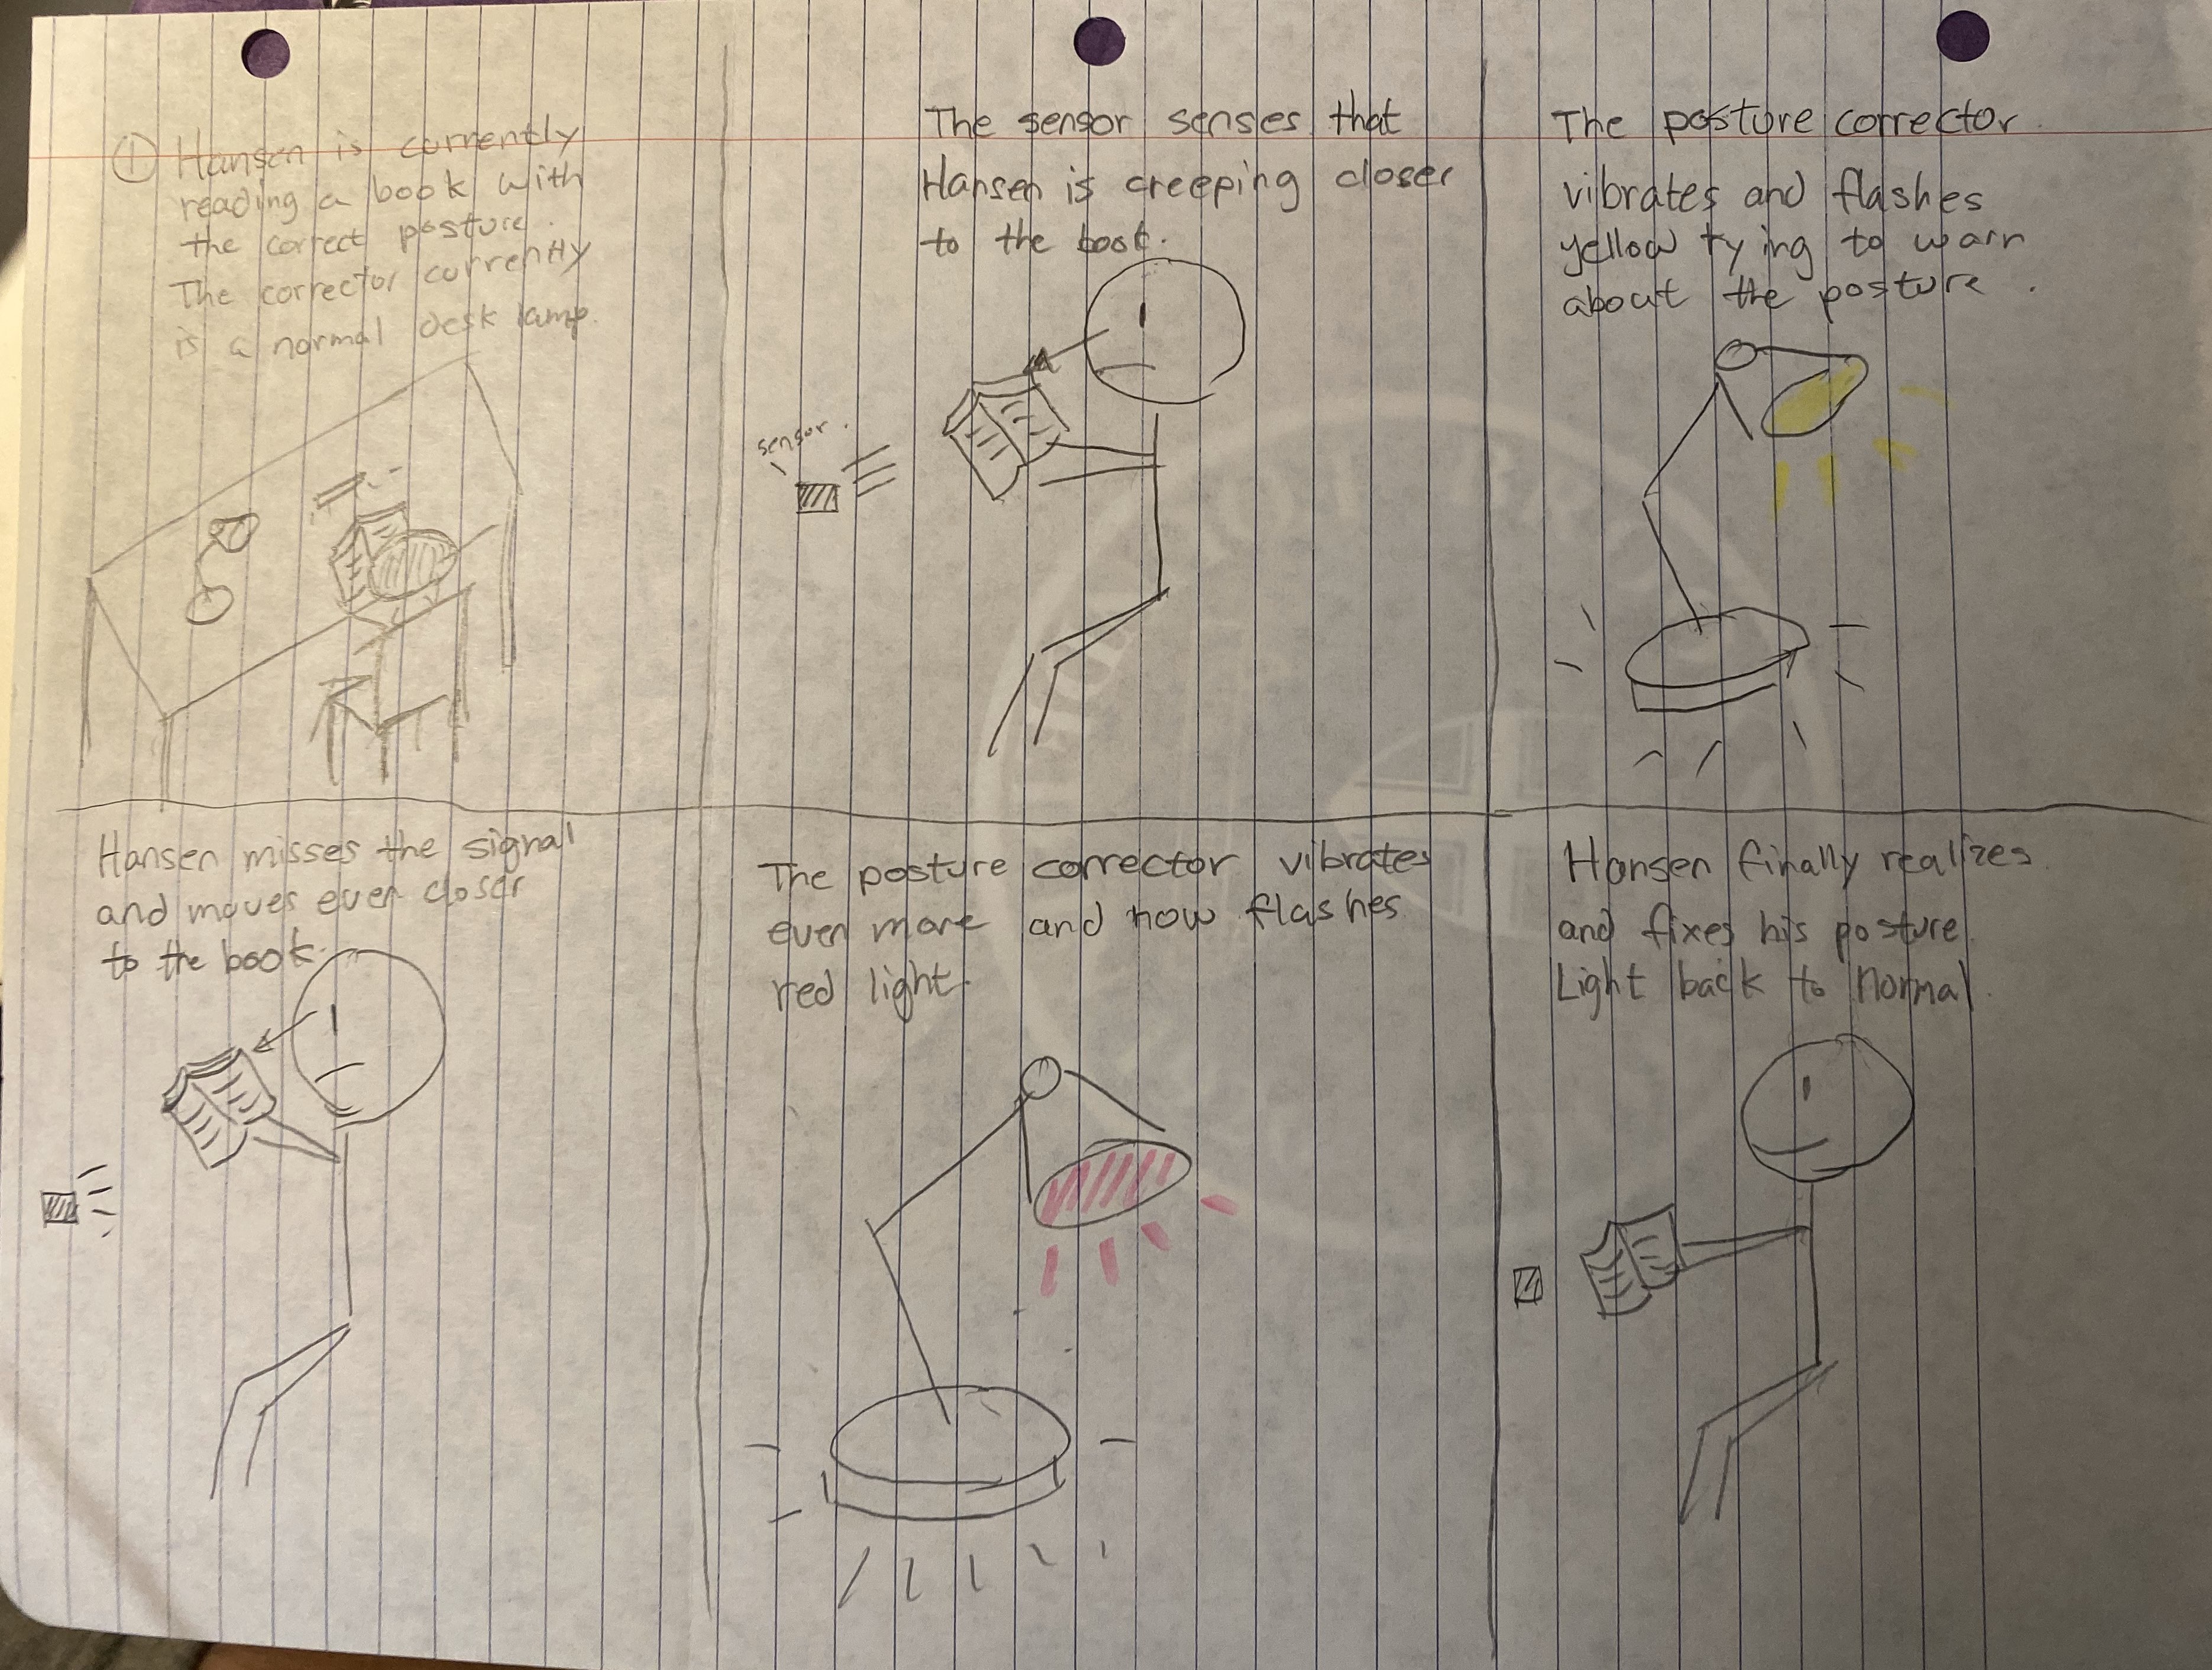 ① Hansen is currently
reading a book with
the correct posture.
The corrector currently
is a normal desk lamp.
The sensor senses that
Hansen is creeping closer
to the book.
sensor.
The posture corrector
vibrates and flashes
yellow trying to warn
about the posture.
Hansen misses the signal
and moves even closer
to the book.
The posture corrector vibrates
even more and now flashes
red light.
Hansen finally realizes
and fixes his posture.
Light back to normal.